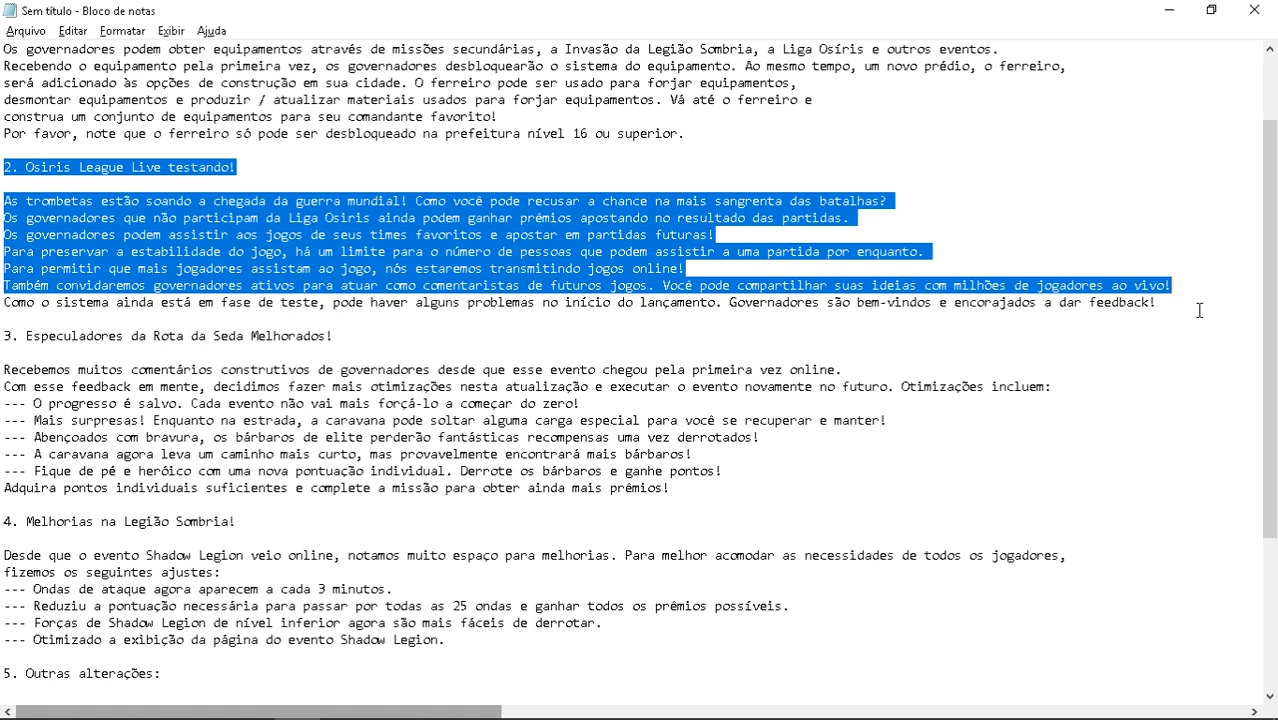 Sem título - Bloco de notas
Arquivo Editar Formatar Exibir Ajuda
Os governadores podem obter equipamentos através de missões secundárias, a Invasão da Legião Sombria, a Liga Osíris e outros eventos.
Recebendo o equipamento pela primeira vez, os governadores desbloquearão o sistema do equipamento. Ao mesmo tempo, um novo prédio, o ferreiro,
será adicionado às opções de construção em sua cidade. O ferreiro pode ser usado para forjar equipamentos,
desmontar equipamentos e produzir / atualizar materiais usados para forjar equipamentos. Vá até o ferreiro e
construa um conjunto de equipamentos para seu comandante favorito!
Por favor, note que o ferreiro só pode ser desbloqueado na prefeitura nível 16 ou superior.
2. Osiris League Live testando!
As trombetas estão soando a chegada da guerra mundial! Como você pode recusar a chance na mais sangrenta das batalhas?
Os governadores que não participam da Liga Osiris ainda podem ganhar prêmios apostando no resultado das partidas.
Os governadores podem assistir aos jogos de seus times favoritos e apostar em partidas futuras!
Para preservar a estabilidade do jogo, há um limite para o número de pessoas que podem assistir a uma partida por enquanto.
Para permitir que mais jogadores assistam ao jogo, nós estaremos transmitindo jogos online!
Também convidaremos governadores ativos para atuar como comentaristas de futuros jogos. Você pode compartilhar suas ideias com milhões de jogadores ao vivo!
Como o sistema ainda está em fase de teste, pode haver alguns problemas no início do lançamento. Governadores são bem-vindos e encorajados a dar feedback!
3. Especuladores da Rota da Seda Melhorados!
Recebemos muitos comentários construtivos de governadores desde que esse evento chegou pela primeira vez online.
Com esse feedback em mente, decidimos fazer mais otimizações nesta atualização e executar o evento novamente no futuro. Otimizações incluem:
--- O progresso é salvo. Cada evento não vai mais forçá-lo a começar do zero!
--- Mais surpresas! Enquanto na estrada, a caravana pode soltar alguma carga especial para você se recuperar e manter!
--- Abençoados com bravura, os bárbaros de elite perderão fantásticas recompensas uma vez derrotados!
--- A caravana agora leva um caminho mais curto, mas provavelmente encontrará mais bárbaros!
--- Fique de pé e heróico com uma nova pontuação individual. Derrote os bárbaros e ganhe pontos!
Adquira pontos individuais suficientes e complete a missão para obter ainda mais prêmios!
4. Melhorias na Legião Sombria!
Desde que o evento Shadow Legion veio online, notamos muito espaço para melhorias. Para melhor acomodar as necessidades de todos os jogadores,
fizemos os seguintes ajustes:
--- Ondas de ataque agora aparecem a cada 3 minutos.
--- Reduziu a pontuação necessária para passar por todas as 25 ondas e ganhar todos os prêmios possíveis.
--- Forças de Shadow Legion de nível inferior agora são mais fáceis de derrotar.
--- Otimizado a exibição da página do evento Shadow Legion.
5. Outras alterações: